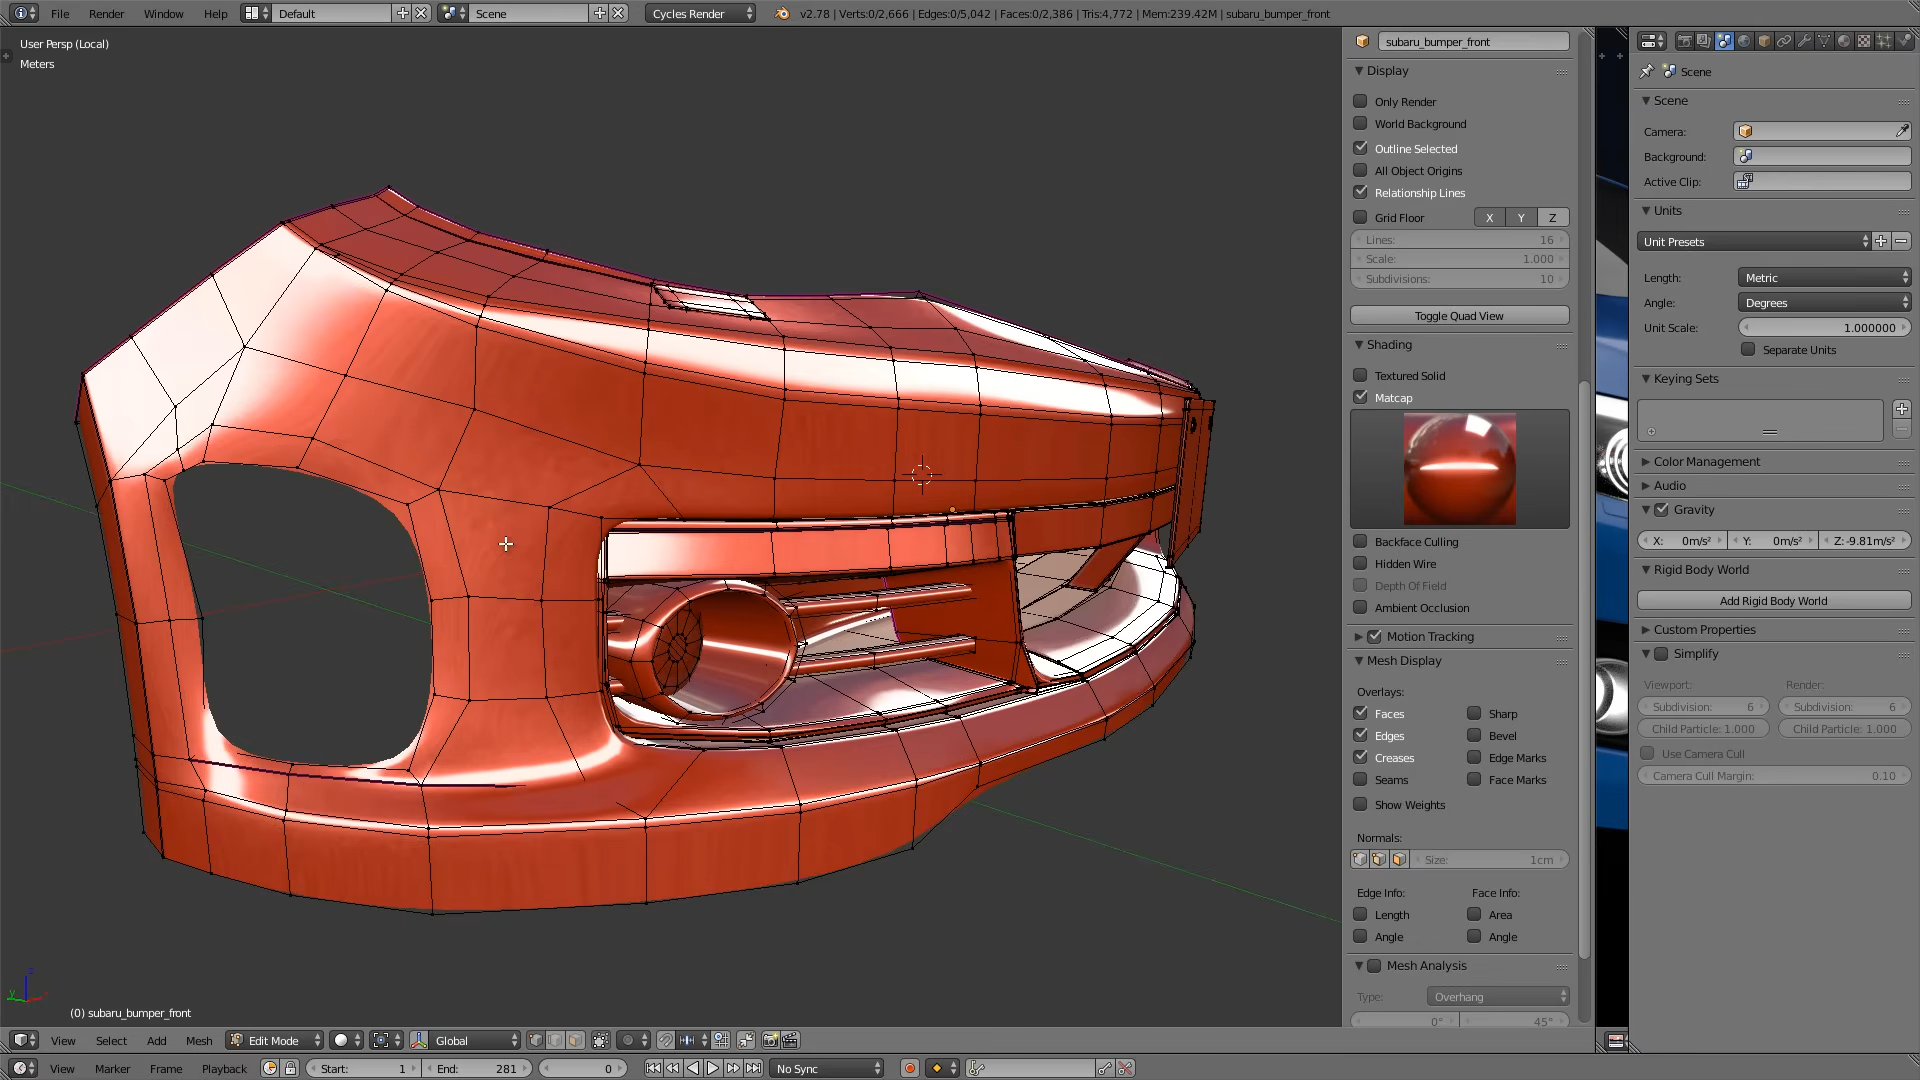 File Render Window Help Default Scene Cycles Render v2.78 | Verts:0/2,666 | Edges:0/5,042 | Faces:0/2,386 | Tris:4,772 | Mem:239.42M | subaru_bumper_front
User Persp (Local)
Meters
(0) subaru_bumper_front
subaru_bumper_front
Display
Only Render
World Background
Outline Selected
All Object Origins
Relationship Lines
Grid Floor X Y Z
Lines: 16
Scale: 1.000
Subdivisions: 10
Toggle Quad View
Shading
Textured Solid
Matcap
Backface Culling
Hidden Wire
Depth Of Field
Ambient Occlusion
Motion Tracking
Mesh Display
Overlays:
Faces Sharp
Edges Bevel
Creases Edge Marks
Seams Face Marks
Show Weights
Normals:
Size: 1cm
Edge Info: Face Info:
Length Area
Angle Angle
Mesh Analysis
Type: Overhang
0° 45°
Scene
Scene
Camera:
Background:
Active Clip:
Units
Unit Presets
Length: Metric
Angle: Degrees
Unit Scale: 1.000000
Separate Units
Keying Sets
Color Management
Audio
Gravity
X: 0m/s² Y: 0m/s² Z: -9.81m/s²
Rigid Body World
Add Rigid Body World
Custom Properties
Simplify
Viewport: Render:
Subdivision: 6 Subdivision: 6
Child Particle: 1.000 Child Particle: 1.000
Use Camera Cull
Camera Cull Margin: 0.10
View Select Add Mesh Edit Mode Global
View Marker Frame Playback Start: 1 End: 281 0 No Sync